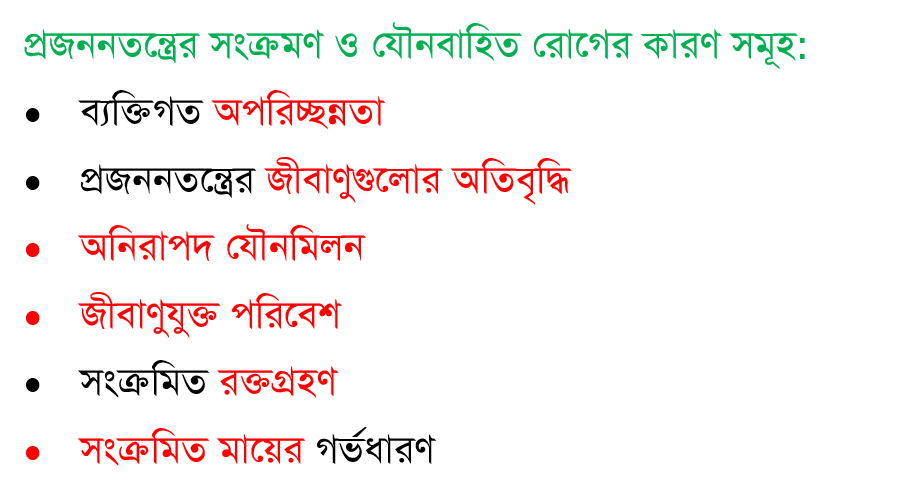 প্রজননতন্ত্রের সংক্রমণ ও যৌনবাহিত রোগের কারণ সমূহ:
• ব্যক্তিগত অপরিচ্ছন্নতা
• প্রজননতন্ত্রের জীবাণুগুলোর অতিবৃদ্ধি
• অনিরাপদ যৌনমিলন
• জীবাণুযুক্ত পরিবেশ
• সংক্রমিত রক্তগ্রহণ
• সংক্রমিত মায়ের গর্ভধারণ